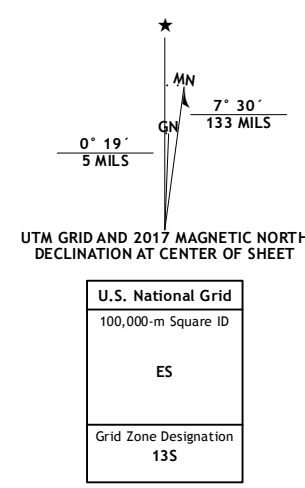 ★
MN
GN
7° 30´
133 MILS
0° 19´
5 MILS
UTM GRID AND 2017 MAGNETIC NORTH
DECLINATION AT CENTER OF SHEET
U.S. National Grid
100,000-m Square ID
ES
Grid Zone Designation
13S